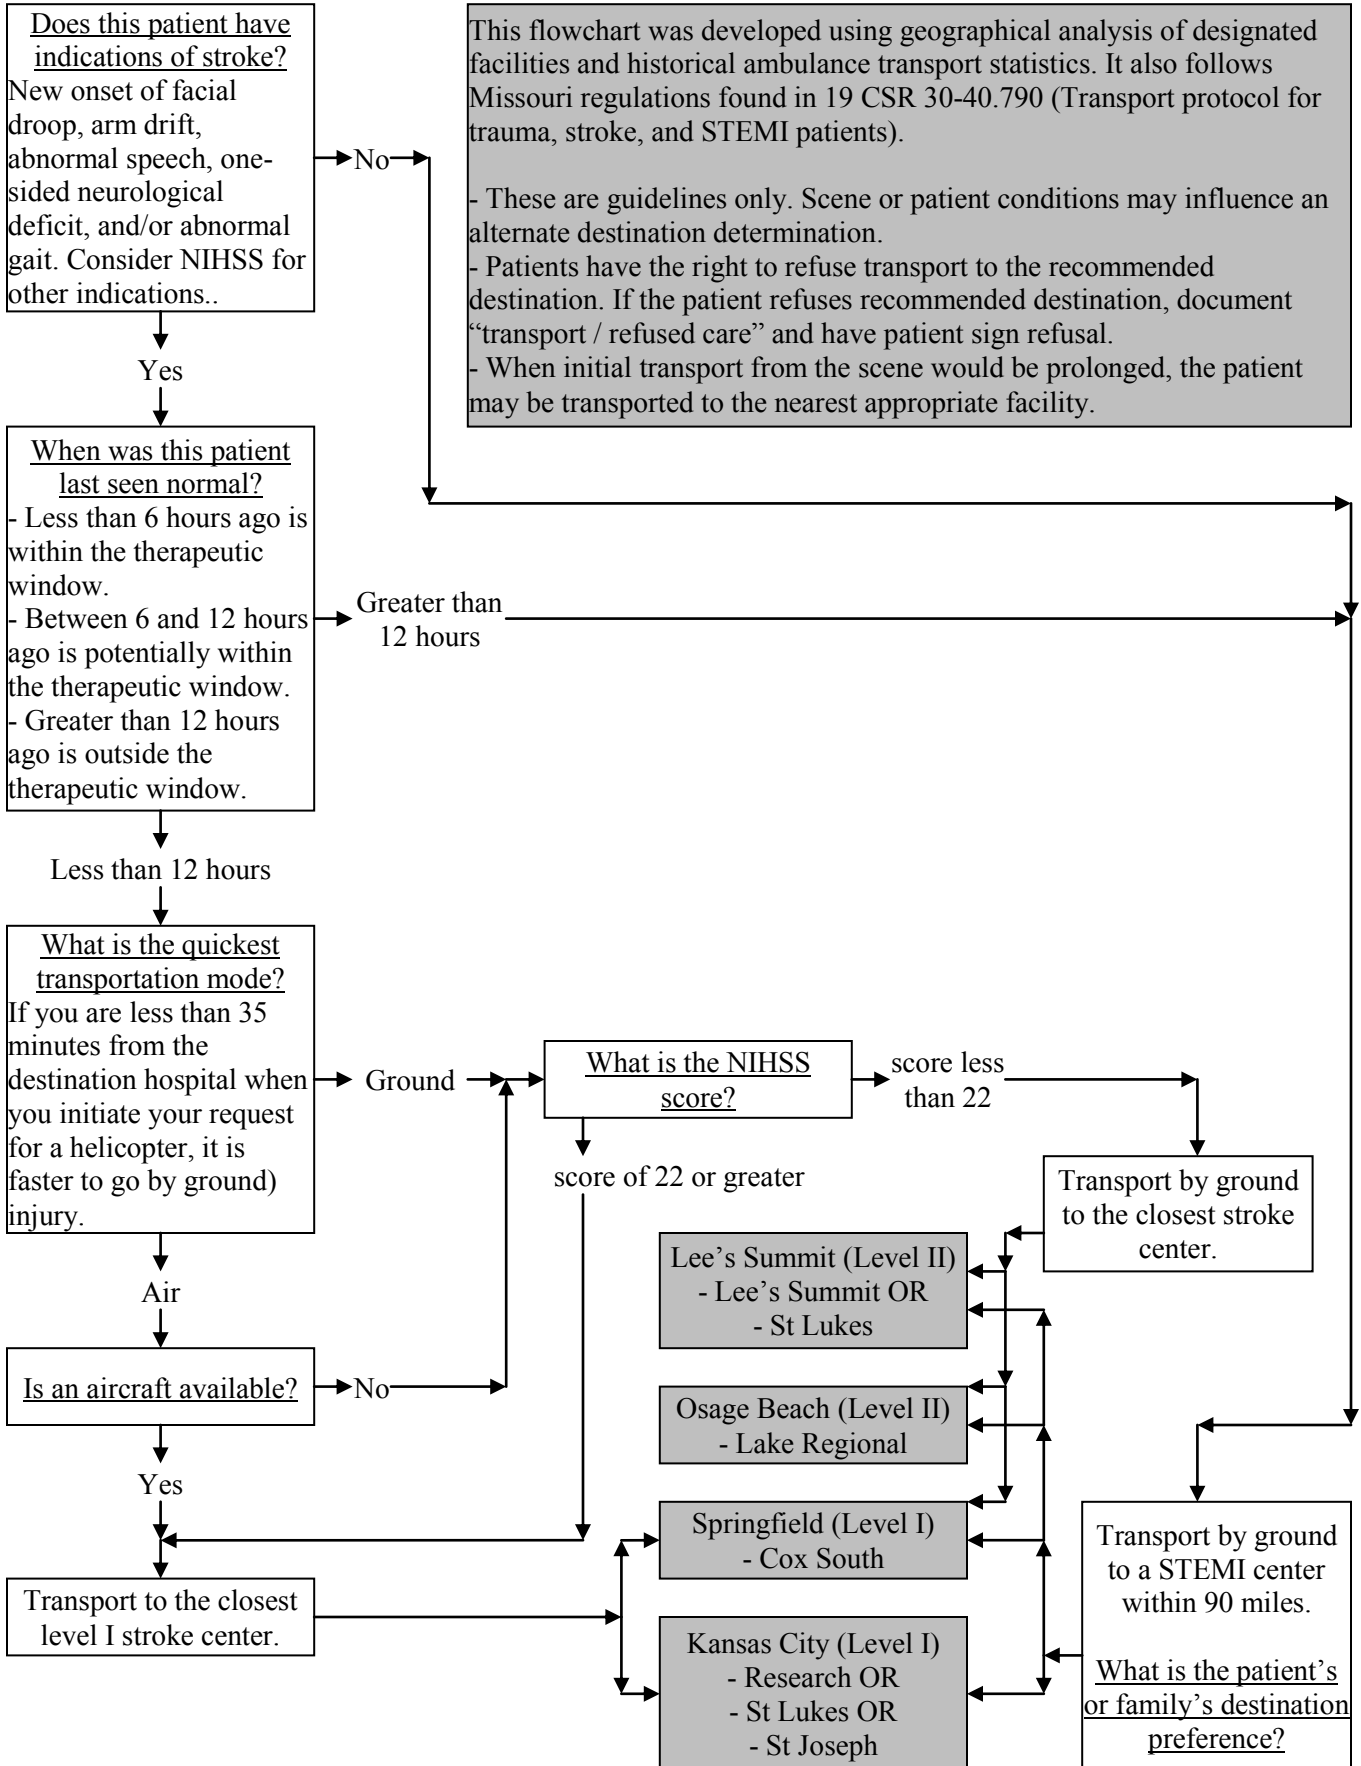 Does this patient have
indications of stroke?
New onset of facial
droop, arm drift,
abnormal speech, one-
sided neurological
deficit, and/or abnormal
gait. Consider NIHSS for
other indications..
No
This flowchart was developed using geographical analysis of designated
facilities and historical ambulance transport statistics. It also follows
Missouri regulations found in 19 CSR 30-40.790 (Transport protocol for
trauma, stroke, and STEMI patients).
- These are guidelines only. Scene or patient conditions may influence an
alternate destination determination.
- Patients have the right to refuse transport to the recommended
destination. If the patient refuses recommended destination, document
“transport / refused care” and have patient sign refusal.
- When initial transport from the scene would be prolonged, the patient
may be transported to the nearest appropriate facility.
Yes
When was this patient
last seen normal?
- Less than 6 hours ago is
within the therapeutic
window.
- Between 6 and 12 hours
ago is potentially within
the therapeutic window.
- Greater than 12 hours
ago is outside the
therapeutic window.
Greater than
12 hours
Less than 12 hours
What is the quickest
transportation mode?
If you are less than 35
minutes from the
destination hospital when
you initiate your request
for a helicopter, it is
faster to go by ground)
injury.
Ground
What is the NIHSS
score?
score less
than 22
score of 22 or greater
Transport by ground
to the closest stroke
center.
Air
Is an aircraft available?
No
Yes
Transport to the closest
level I stroke center.
Lee’s Summit (Level II)
- Lee’s Summit OR
- St Lukes
Osage Beach (Level II)
- Lake Regional
Springfield (Level I)
- Cox South
Kansas City (Level I)
- Research OR
- St Lukes OR
- St Joseph
Transport by ground
to a STEMI center
within 90 miles.
What is the patient’s
or family’s destination
preference?